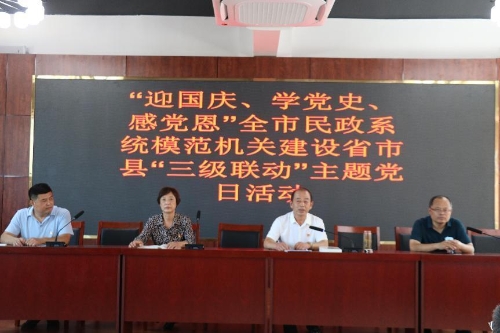 “迎国庆、学党史、
感党恩”全市民政系
统模范机关建设省市
县“三级联动”主题党
日活动